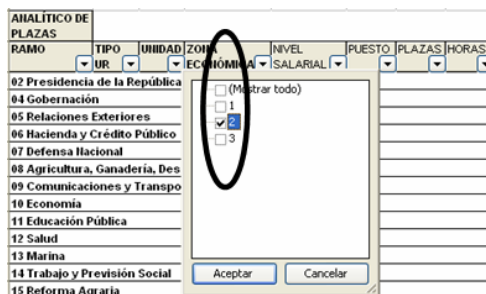 ANALÍTICO DE
PLAZAS
RAMO TIPO UR UNIDAD ZONA ECONÓMICA NIVEL SALARIAL PUESTO PLAZAS HORAS
02 Presidencia de la República
04 Gobernación
05 Relaciones Exteriores
06 Hacienda y Crédito Público
07 Defensa Nacional
08 Agricultura, Ganadería, Des
09 Comunicaciones y Transpo
10 Economía
11 Educación Pública
12 Salud
13 Marina
14 Trabajo y Previsión Social
15 Reforma Agraria
(Mostrar todo)
1
2
3
Aceptar Cancelar